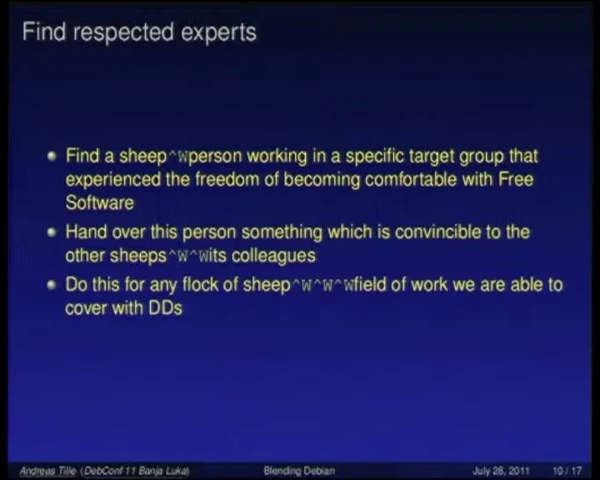 Find respected experts
Find a sheep^Wperson working in a specific target group that
experienced the freedom of becoming comfortable with Free
Software
Hand over this person something which is convincible to the
other sheeps^W^Wits colleagues
Do this for any flock of sheep^W^W^Wfield of work we are able to
cover with DDs
Andreas Tille (DebConf 11 Banja Luka) Blending Debian July 28, 2011 10 / 17